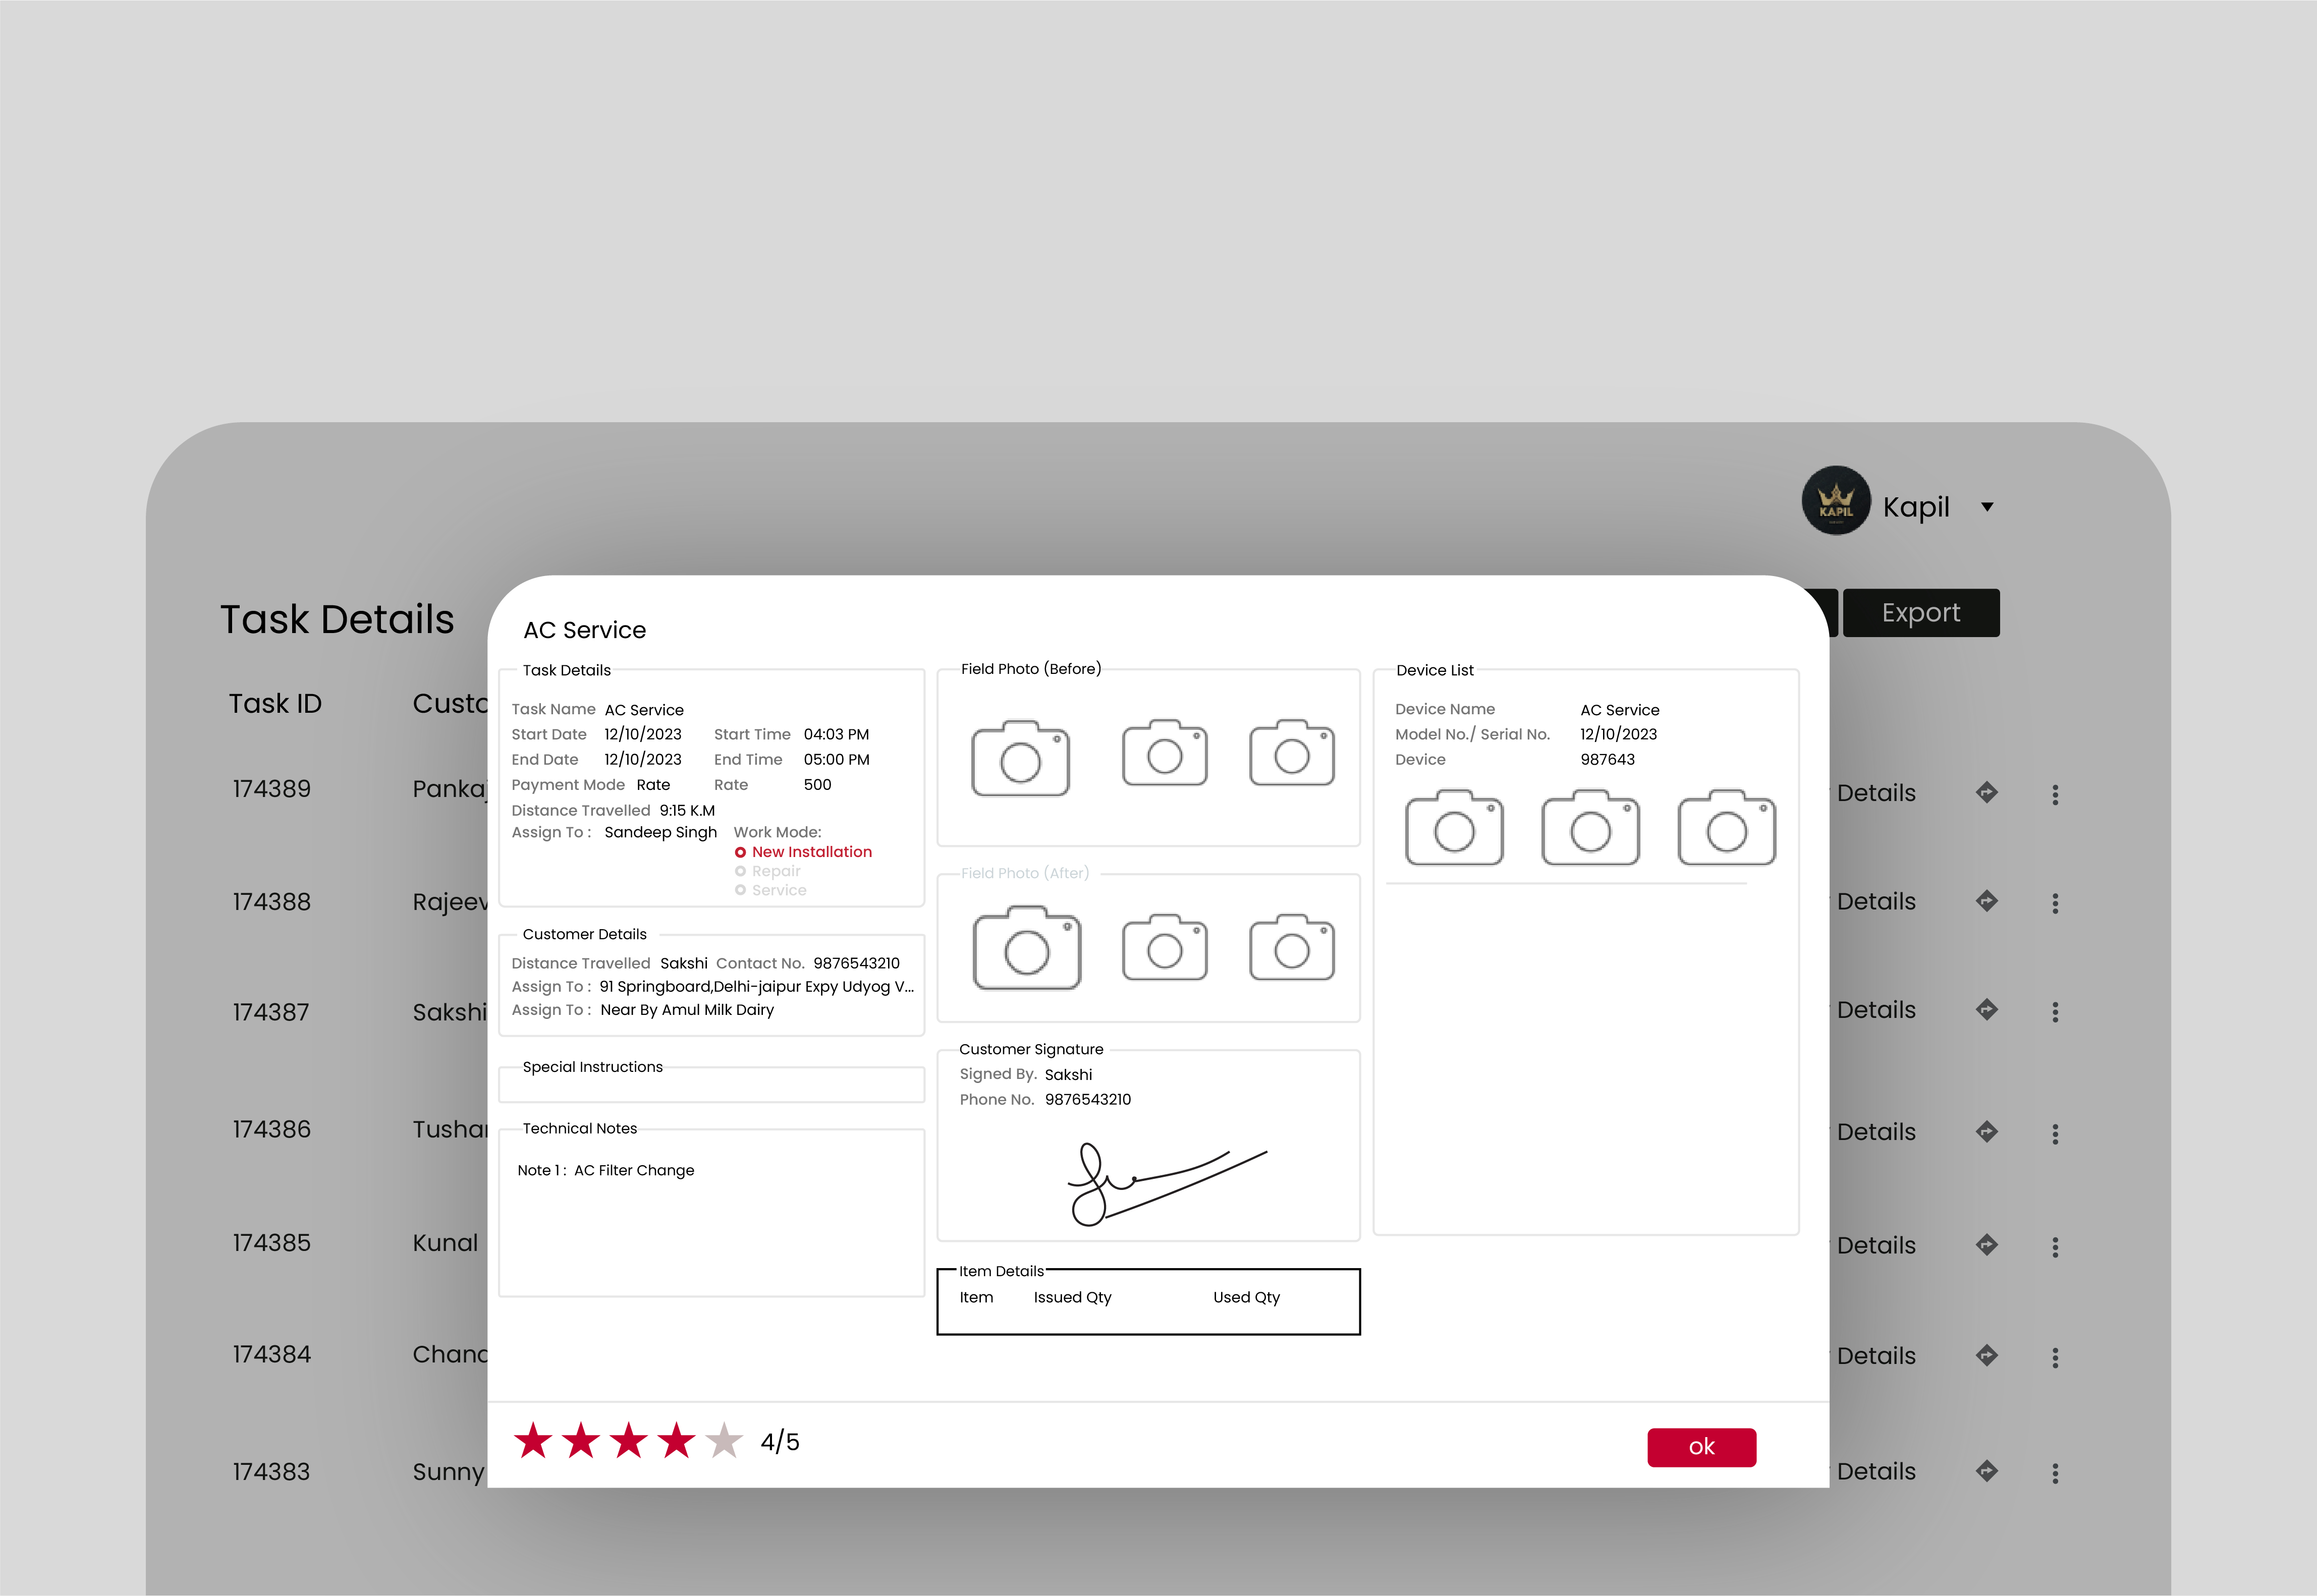 KAPIL
Kapil
Task Details
Export
Task ID
Custo
174389
Pankaj
Details
174388
Rajeev
Details
174387
Sakshi
Details
174386
Tushar
Details
174385
Kunal
Details
174384
Chand
Details
174383
Sunny
Details
AC Service
Task Details
Task Name AC Service
Start Date 12/10/2023 Start Time 04:03 PM
End Date 12/10/2023 End Time 05:00 PM
Payment Mode Rate Rate 500
Distance Travelled 9:15 K.M
Assign To : Sandeep Singh Work Mode:
New Installation
Repair
Service
Customer Details
Distance Travelled Sakshi Contact No. 9876543210
Assign To : 91 Springboard,Delhi-jaipur Expy Udyog V...
Assign To : Near By Amul Milk Dairy
Special Instructions
Technical Notes
Note 1 : AC Filter Change
Field Photo (Before)
Field Photo (After)
Customer Signature
Signed By. Sakshi
Phone No. 9876543210
Item Details
Item Issued Qty Used Qty
Device List
Device Name AC Service
Model No./ Serial No. 12/10/2023
Device 987643
4/5
ok